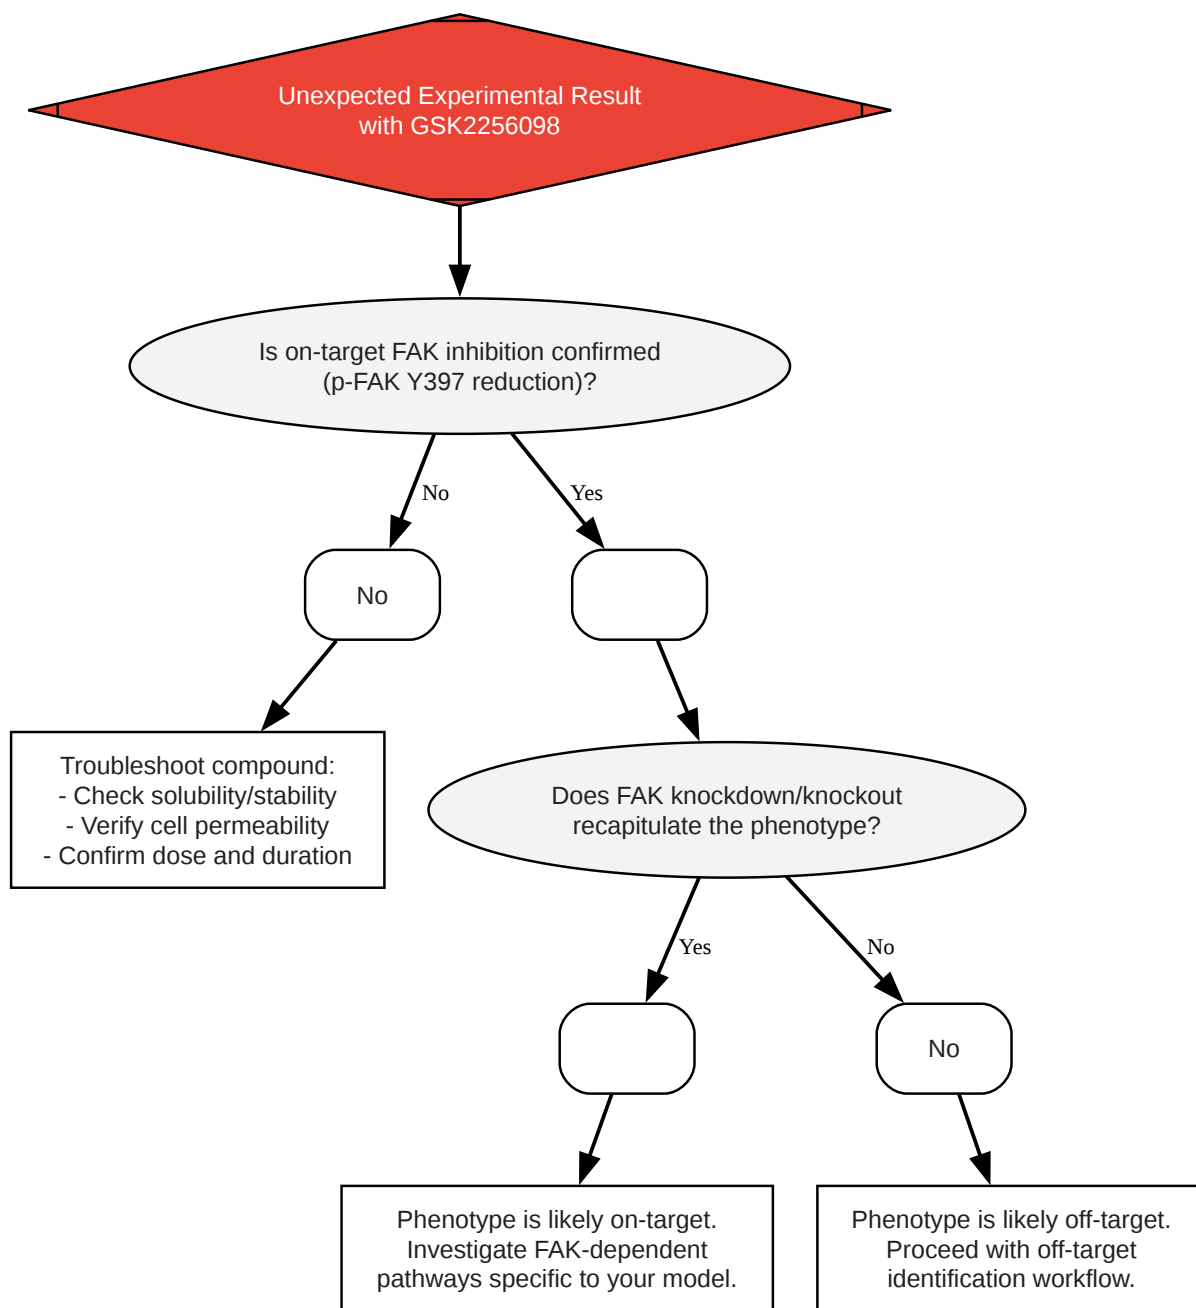 Unexpected Experimental Result
with GSK2256098
Is on-target FAK inhibition confirmed
(p-FAK Y397 reduction)?
No
Yes
No
Troubleshoot compound:
- Check solubility/stability
- Verify cell permeability
- Confirm dose and duration
Does FAK knockdown/knockout
recapitulate the phenotype?
Yes
No
No
Phenotype is likely on-target.
Investigate FAK-dependent
pathways specific to your model.
Phenotype is likely off-target.
Proceed with off-target
identification workflow.